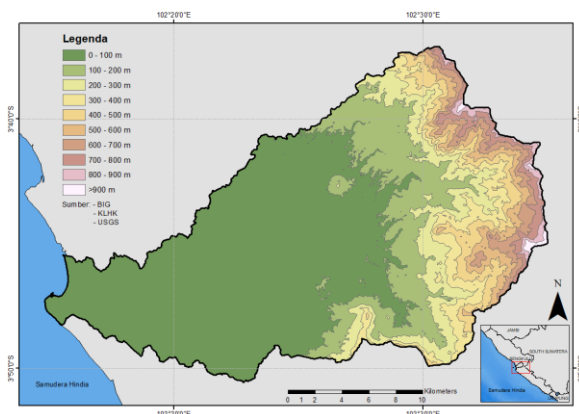 102°20'0"E
102°30'0"E
Legenda
0 - 100 m
100 - 200 m
200 - 300 m
300 - 400 m
400 - 500 m
500 - 600 m
600 - 700 m
700 - 800 m
800 - 900 m
>900 m
Sumber: - BIG
- KLHK
- USGS
3°40'0"S
3°50'0"S
N
Samudera Hindia
0 1 2 4 6 8 10
Kilometers
JAMBI
SOUTH SUMATERA
Samudera Hindia